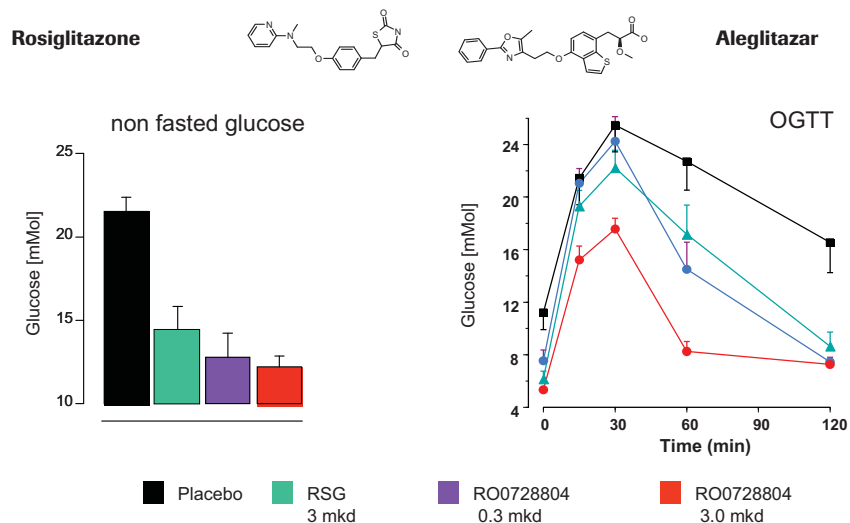 Rosiglitazone
Aleglitazar
N
N
O
S
O
N
O
O
N
O
S
O
O
O
non fasted glucose
OGTT
Glucose [mMol]
25
20
15
10
Glucose [mMol]
24
20
16
12
8
4
0
30
60
90
120
Time (min)
Placebo
RSG
3 mkd
RO0728804
0.3 mkd
RO0728804
3.0 mkd